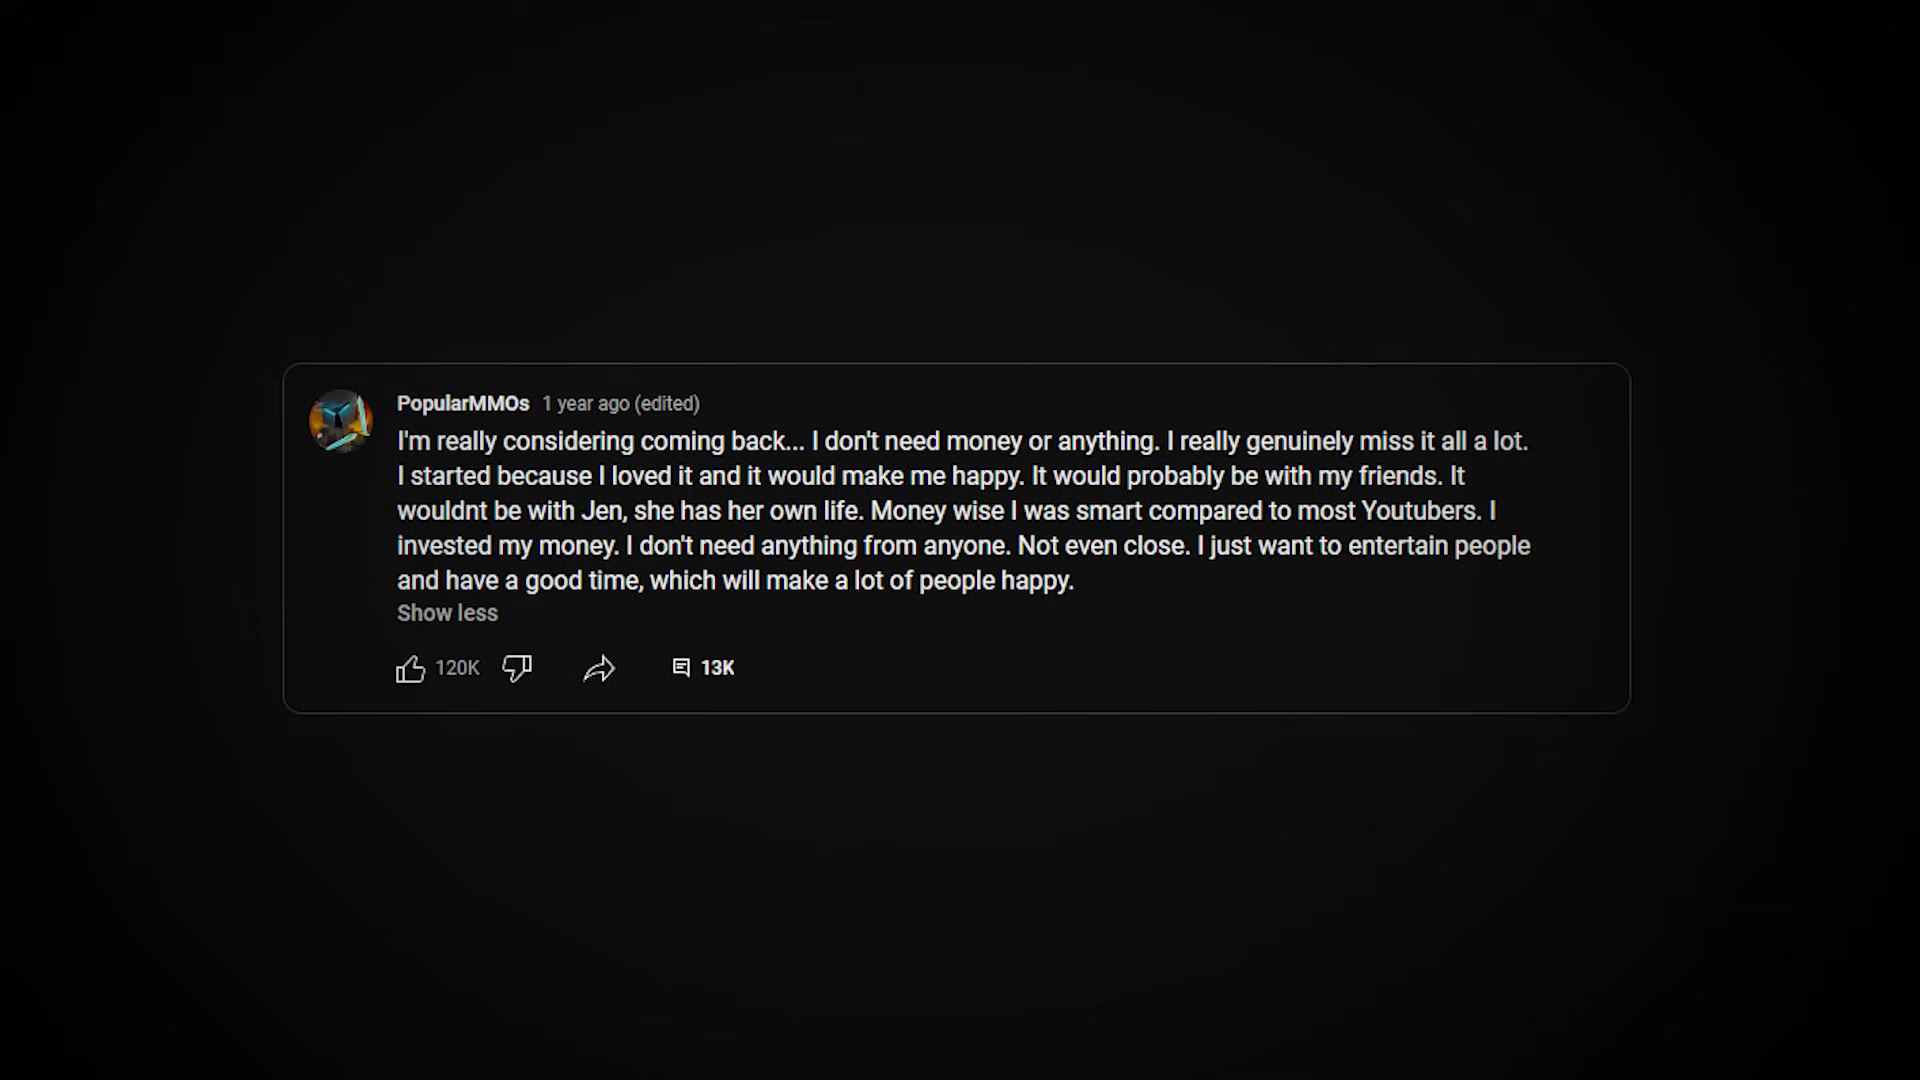 PopularMMOs 1 year ago (edited)
I'm really considering coming back... I don't need money or anything. I really genuinely miss it all a lot.
I started because I loved it and it would make me happy. It would probably be with my friends. It
wouldnt be with Jen, she has her own life. Money wise I was smart compared to most Youtubers. I
invested my money. I don't need anything from anyone. Not even close. I just want to entertain people
and have a good time, which will make a lot of people happy.
Show less
120K 13K